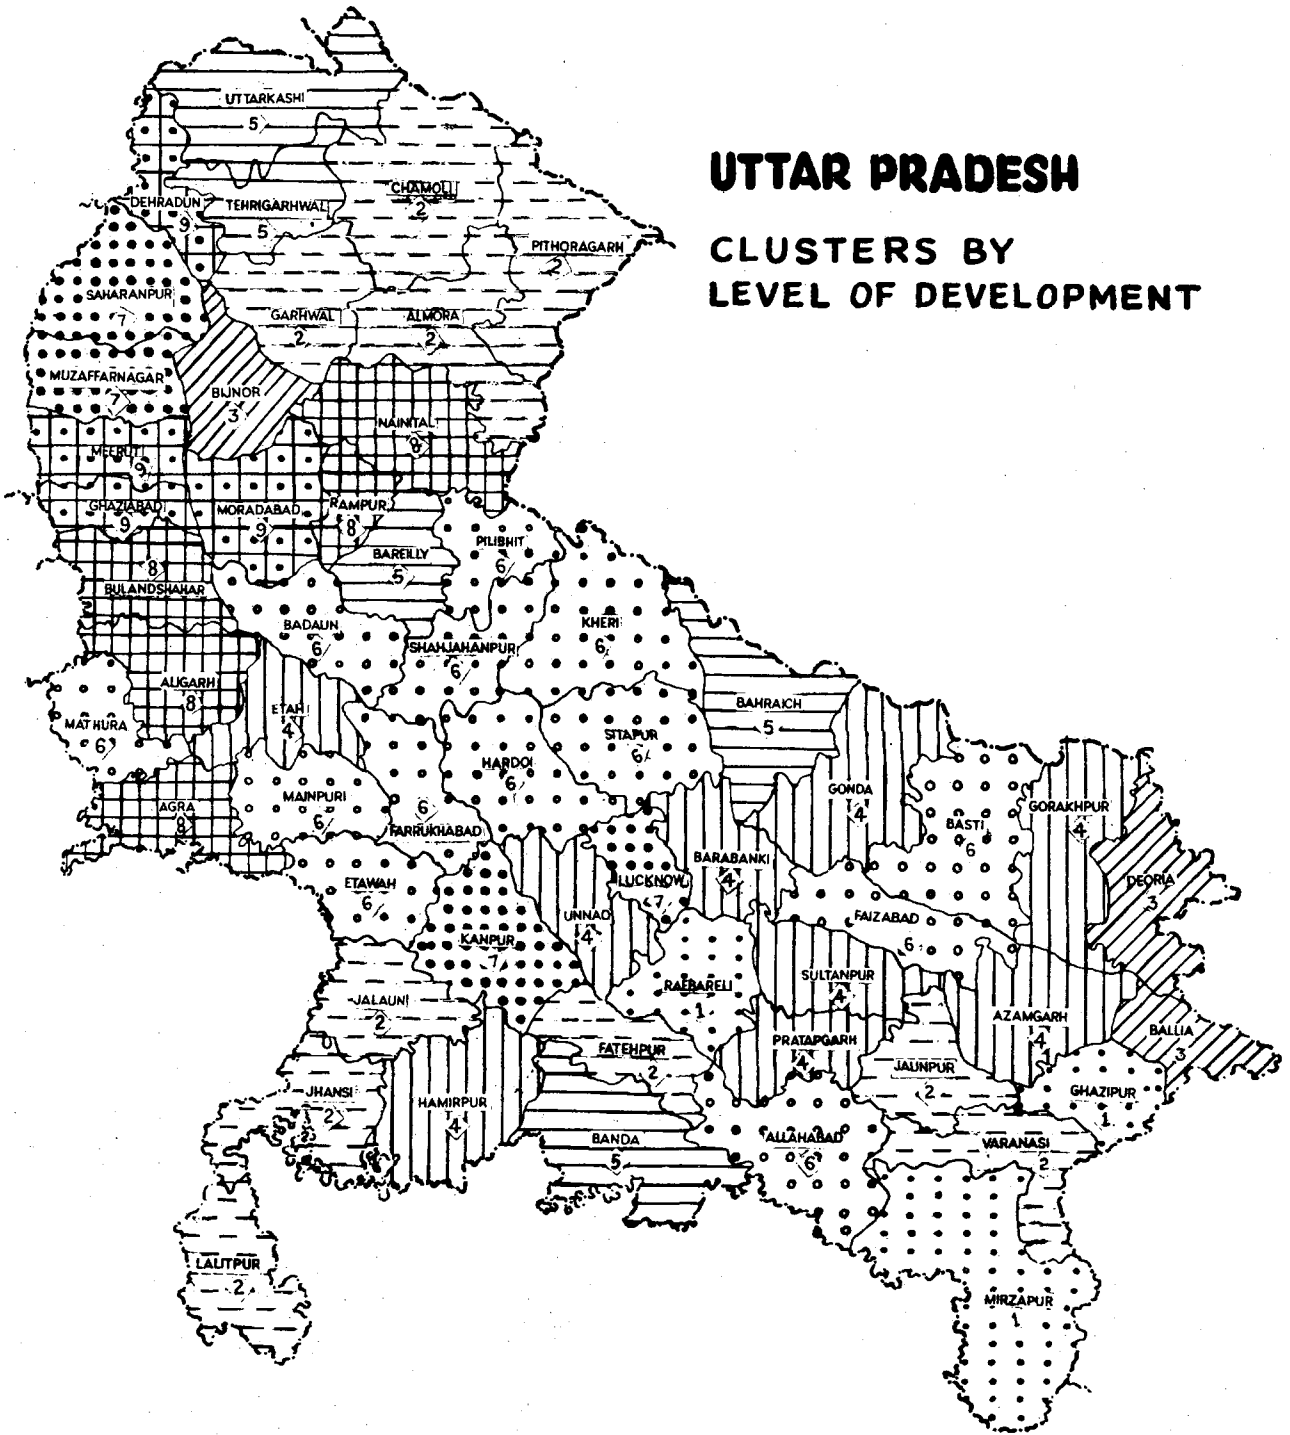 UTTAR PRADESH
CLUSTERS BY
LEVEL OF DEVELOPMENT
UTTARKASHI
5
CHAMOLI
2
DEHRADUN
9
TEHRIGARHWAL
5
PITHORAGARH
2
SAHARANPUR
7
GARHWAL
2
ALMORA
2
MUZAFFARNAGAR
7
BIJNOR
3
NAINITAL
8
MEERUT
9
GHAZIABAD
9
MORADABAD
9
RAMPUR
8
BAREILLY
5
PILIBHIT
6
8
BULANDSHAHAR
BADAUN
6
SHAHJAHANPUR
6
KHERI
6
ALIGARH
8
ETAH
4
MATHURA
6
BAHRAICH
5
SITAPUR
6
HARDOI
6
MAINPURI
6
AGRA
8
6
FARRUKHABAD
GONDA
4
BASTI
6
GORAKHPUR
4
DEORIA
3
BARABANKI
4
LUCKNOW
7
ETAWAH
6
UNNAO
4
FAIZABAD
6
KANPUR
7
RAEBARELI
1
SULTANPUR
4
JALAUN
2
AZAMGARH
4
BALLIA
3
FATEHPUR
2
PRATAPGARH
4
JAUNPUR
2
GHAZIPUR
1
JHANSI
2
HAMIRPUR
4
BANDA
5
ALLAHABAD
6
VARANASI
2
LALITPUR
2
MIRZAPUR
1